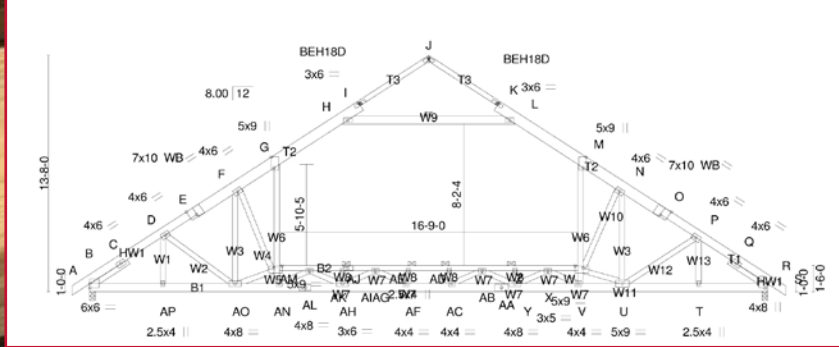 J
BEH18D
BEH18D
3x6
T3
T3
K 3x6
8.00 12
I
L
H
W9
5x9
5x9
G
M
T2
T2
4x6
4x6
7x10 WB
7x10 WB
F
N
13-8-0
8-2-4
5-10-5
4x6
E
O
4x6
D
P
W10
16-9-0
4x6
4x6
C
B
Q
A
R
HW1
W1
W2
W3
W4
W6
W6
W3
W12
W13
T1
HW1
1-0-0
1-6-0
B1
B2
W11
6x6
4x8
AP
AO
AN
AL
AH
AF
AC
AB
AA
Y
X
V
U
T
2.5x4
4x8
4x8
3x6
4x4
4x4
4x8
3x5
5x9
4x4
5x9
2.5x4